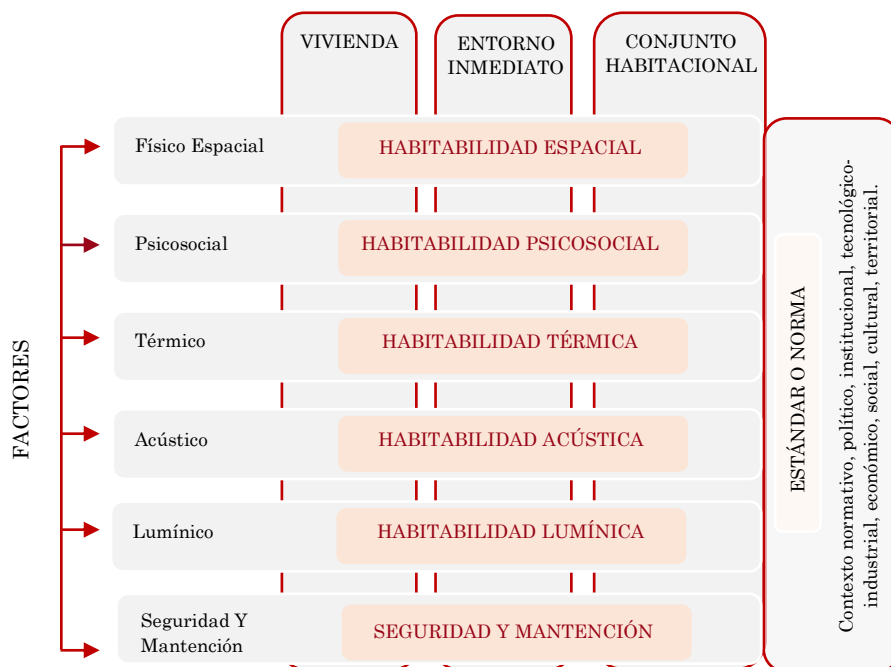 VIVIENDA
ENTORNO
INMEDIATO
CONJUNTO
HABITACIONAL
FACTORES
Físico Espacial
HABITABILIDAD ESPACIAL
Psicosocial
HABITABILIDAD PSICOSOCIAL
Térmico
HABITABILIDAD TÉRMICA
Acústico
HABITABILIDAD ACÚSTICA
Lumínico
HABITABILIDAD LUMÍNICA
Seguridad Y
Mantención
SEGURIDAD Y MANTENCIÓN
ESTÁNDAR O NORMA
Contexto normativo, político, institucional, tecnológico-
industrial, económico, social, cultural, territorial.